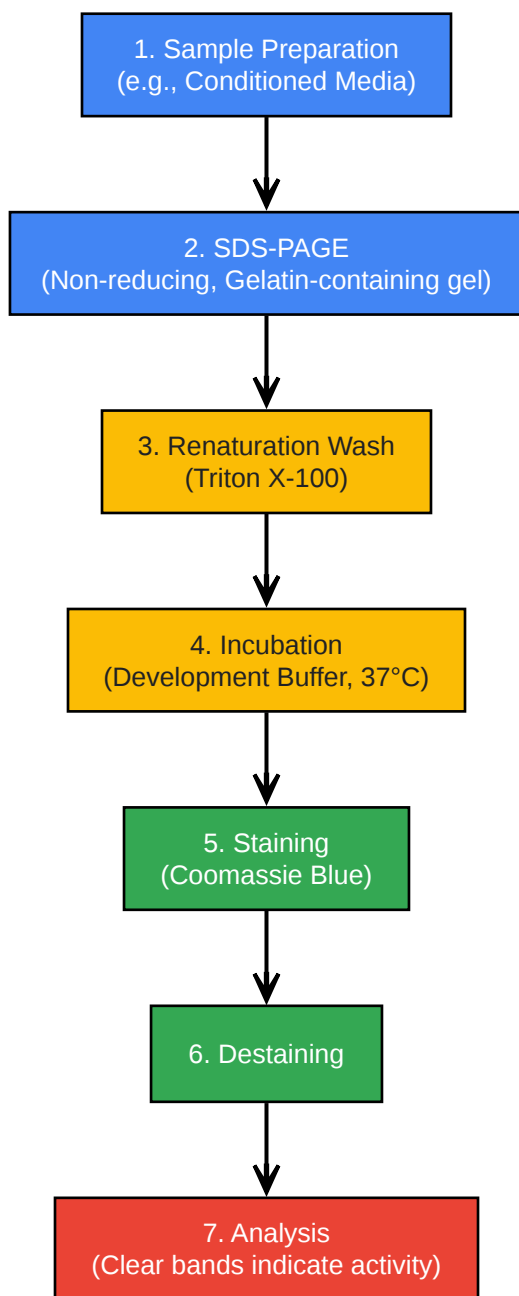 1. Sample Preparation
(e.g., Conditioned Media)
2. SDS-PAGE
(Non-reducing, Gelatin-containing gel)
3. Renaturation Wash
(Triton X-100)
4. Incubation
(Development Buffer, 37°C)
5. Staining
(Coomassie Blue)
6. Destaining
7. Analysis
(Clear bands indicate activity)